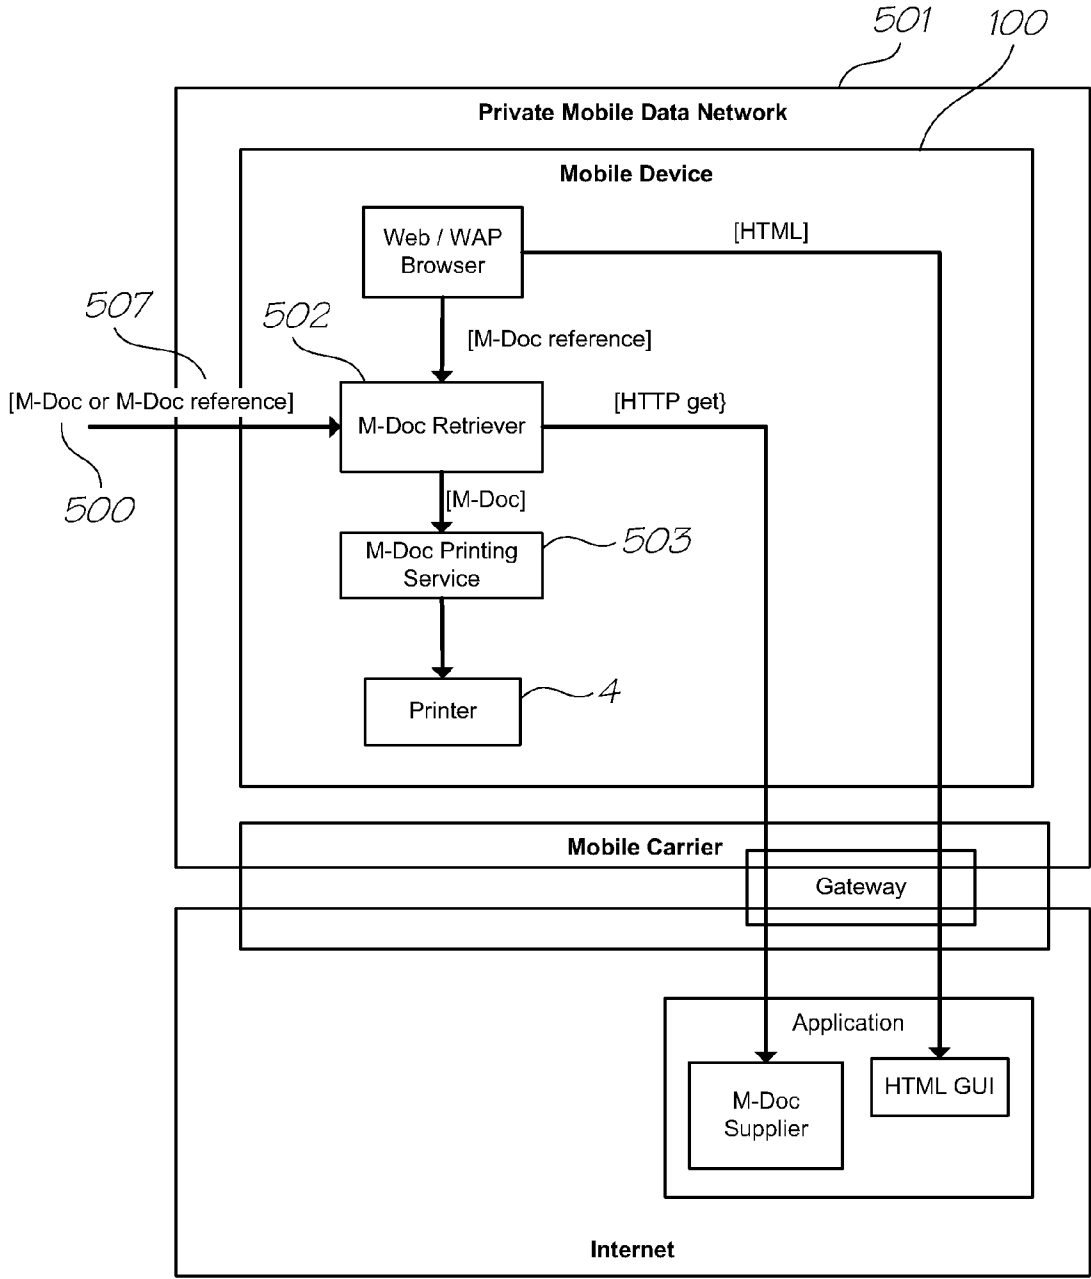 501
100
Private Mobile Data Network
Mobile Device
Web / WAP
Browser
[HTML]
507
502
[M-Doc reference]
[M-Doc or M-Doc reference]
[HTTP get}
M-Doc Retriever
500
[M-Doc]
503
M-Doc Printing
Service
4
Printer
Mobile Carrier
Gateway
Application
HTML GUI
M-Doc
Supplier
Internet